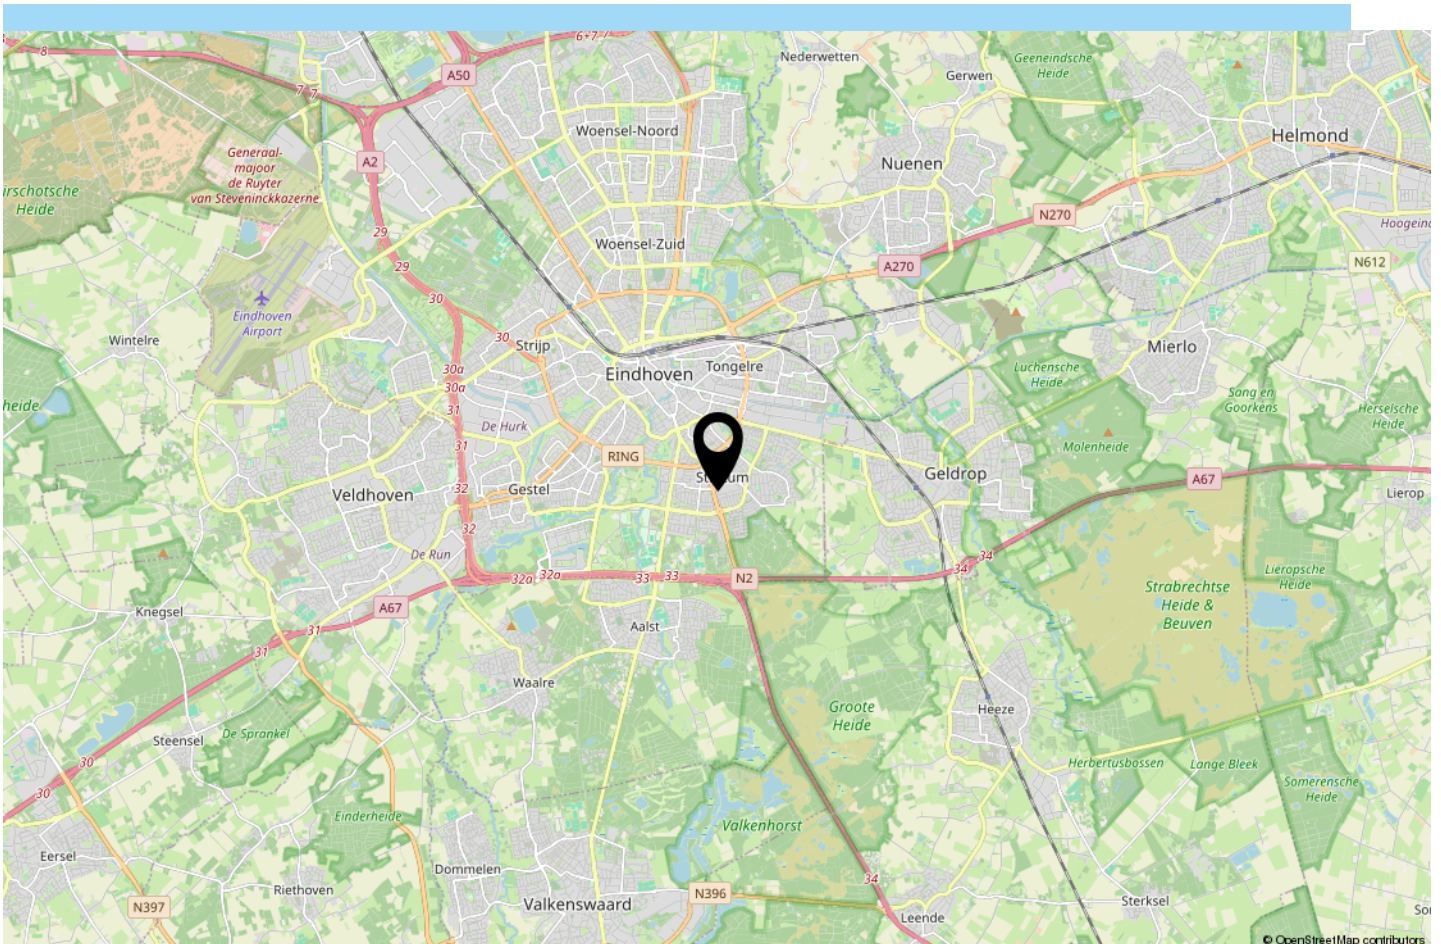 8
6+7
7
7
7
A50
Nederwetten
Gerwen
Geeneindsche
Heide
Woensel-Noord
Helmond
A2
Generaal-
majoor
de Ruyter
van Steveninckkazerne
Nuenen
irschotsche
Heide
N270
29
Woensel-Zuid
Hoogeind
29
A270
N612
30
Eindhoven
Airport
30
Wintelre
Strijp
Mierlo
30a
Eindhoven
Tongelre
Luchensche
Heide
30a
heide
31
Sang en
Goorkens
Herselsche
Heide
De Hurk
31
RING
Molenheide
Geldrop
A67
32
Gestel
Veldhoven
Lierop
32
De Run
34
34
32a
32a
33
33
N2
Lieropsche
Heide
Strabrechtse
Heide &
Beuven
Knegsel
A67
31
Aalst
31
Waalre
Groote
Heide
Heeze
De Sprankel
Steensel
30
Herbertusbossen
Lange Bleek
30
Somerensche
Heide
Einderheide
Valkenhorst
Eersel
Dommelen
34
Riethoven
N396
Valkenswaard
N397
Sterksel
Leende
© OpenStreetMap contributors